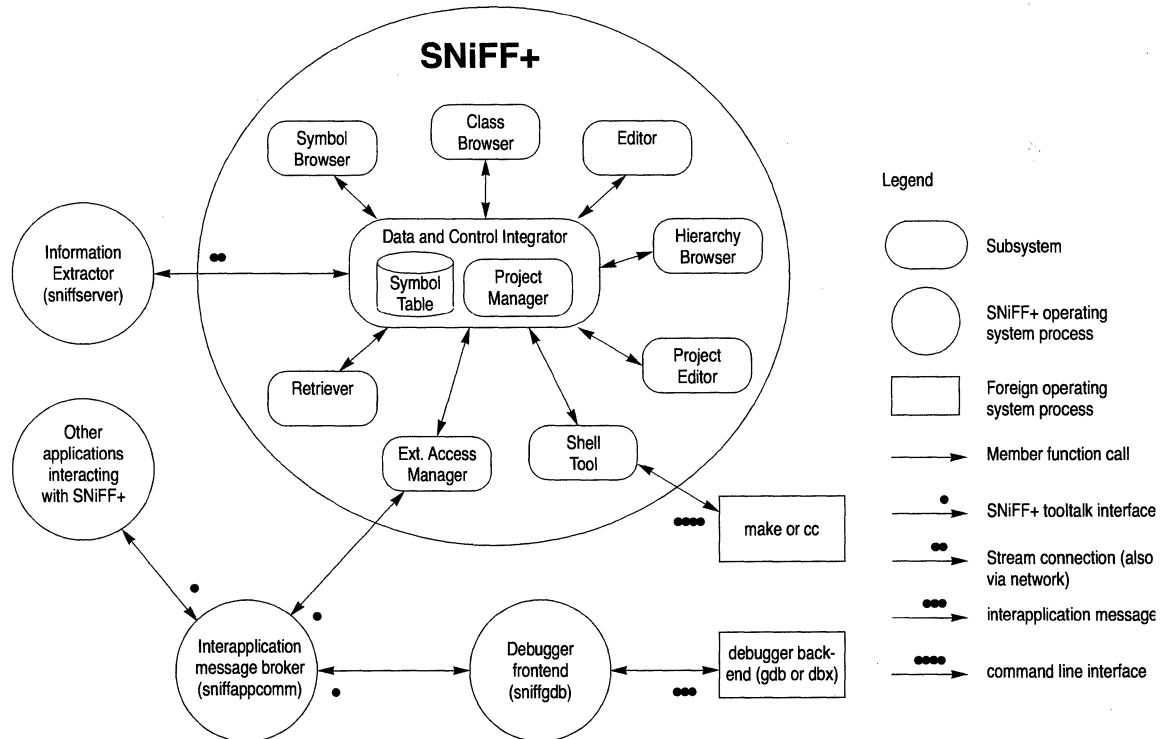 SNiFF+
Symbol
Browser
Class
Browser
Editor
Data and Control Integrator
Symbol
Table
Project
Manager
Hierarchy
Browser
Project
Editor
Retriever
Ext. Access
Manager
Shell
Tool
Information
Extractor
(sniffserver)
Other
applications
interacting
with SNiFF+
make or cc
Interapplication
message broker
(sniffappcomm)
Debugger
frontend
(sniffgdb)
debugger back-
end (gdb or dbx)
Legend
Subsystem
SNiFF+ operating
system process
Foreign operating
system process
Member function call
SNiFF+ tooltalk interface
Stream connection (also
via network)
interapplication message
command line interface